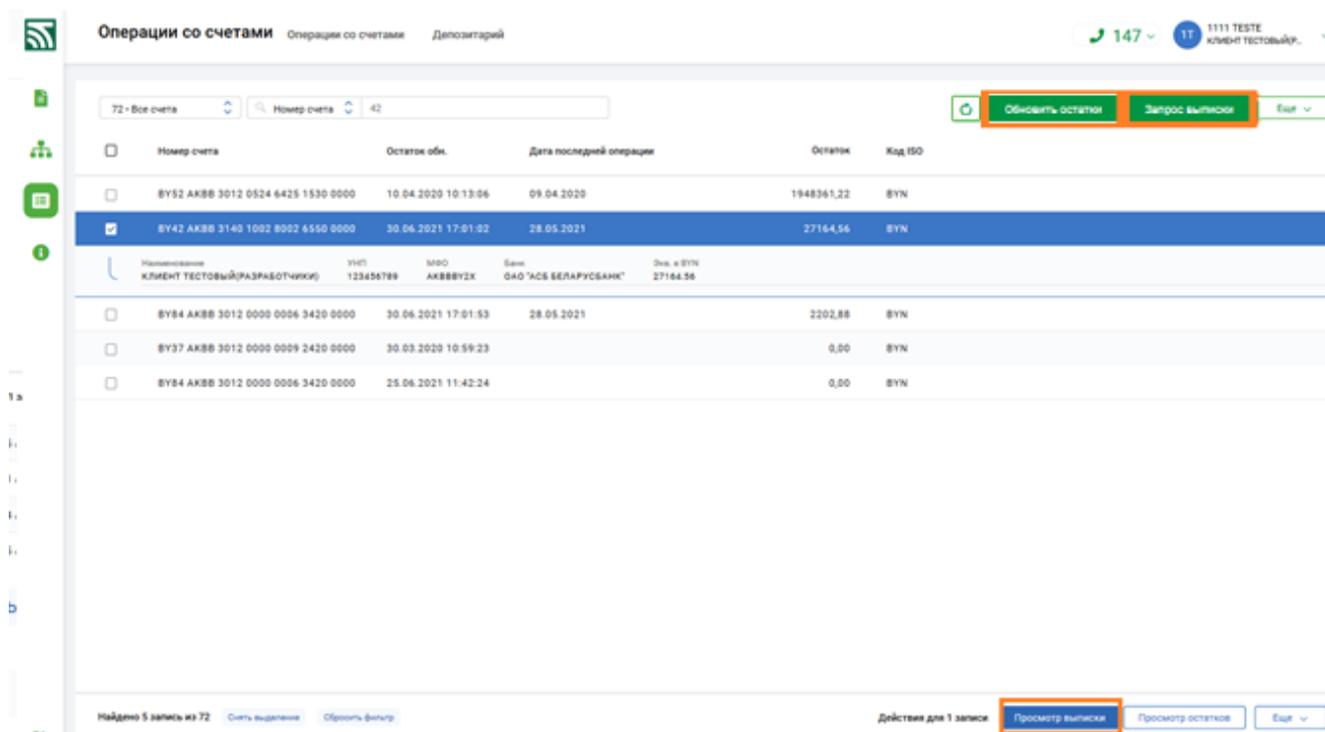 Операции со счетами Операции со счетами Депозитарий 147 1T 1111 TESTE
КЛИЕНТ ТЕСТОВЫЙ(Р...
72 - Все счета Номер счета 42 Обновить остатки Запрос выписки Еще
Номер счета Остаток обн. Дата последней операции Остаток Код ISO
BY52 AKBB 3012 0524 6425 1530 0000 10.04.2020 10:13:06 09.04.2020 1948361,22 BYN
BY42 AKBB 3140 1002 8002 6550 0000 30.06.2021 17:01:02 28.05.2021 27164,56 BYN
Наименование УНП МФО Банк Экв. в BYN
КЛИЕНТ ТЕСТОВЫЙ(РАЗРАБОТЧИКИ) 123456789 AKBBBY2X ОАО "АСБ БЕЛАРУСБАНК" 27164.56
BY84 AKBB 3012 0000 0006 3420 0000 30.06.2021 17:01:53 28.05.2021 2202,88 BYN
BY37 AKBB 3012 0000 0009 2420 0000 30.03.2020 10:59:23 0,00 BYN
BY84 AKBB 3012 0000 0006 3420 0000 25.06.2021 11:42:24 0,00 BYN
Найдено 5 запись из 72 Снять выделение Сбросить фильтр Действия для 1 записи Просмотр выписки Просмотр остатков Еще